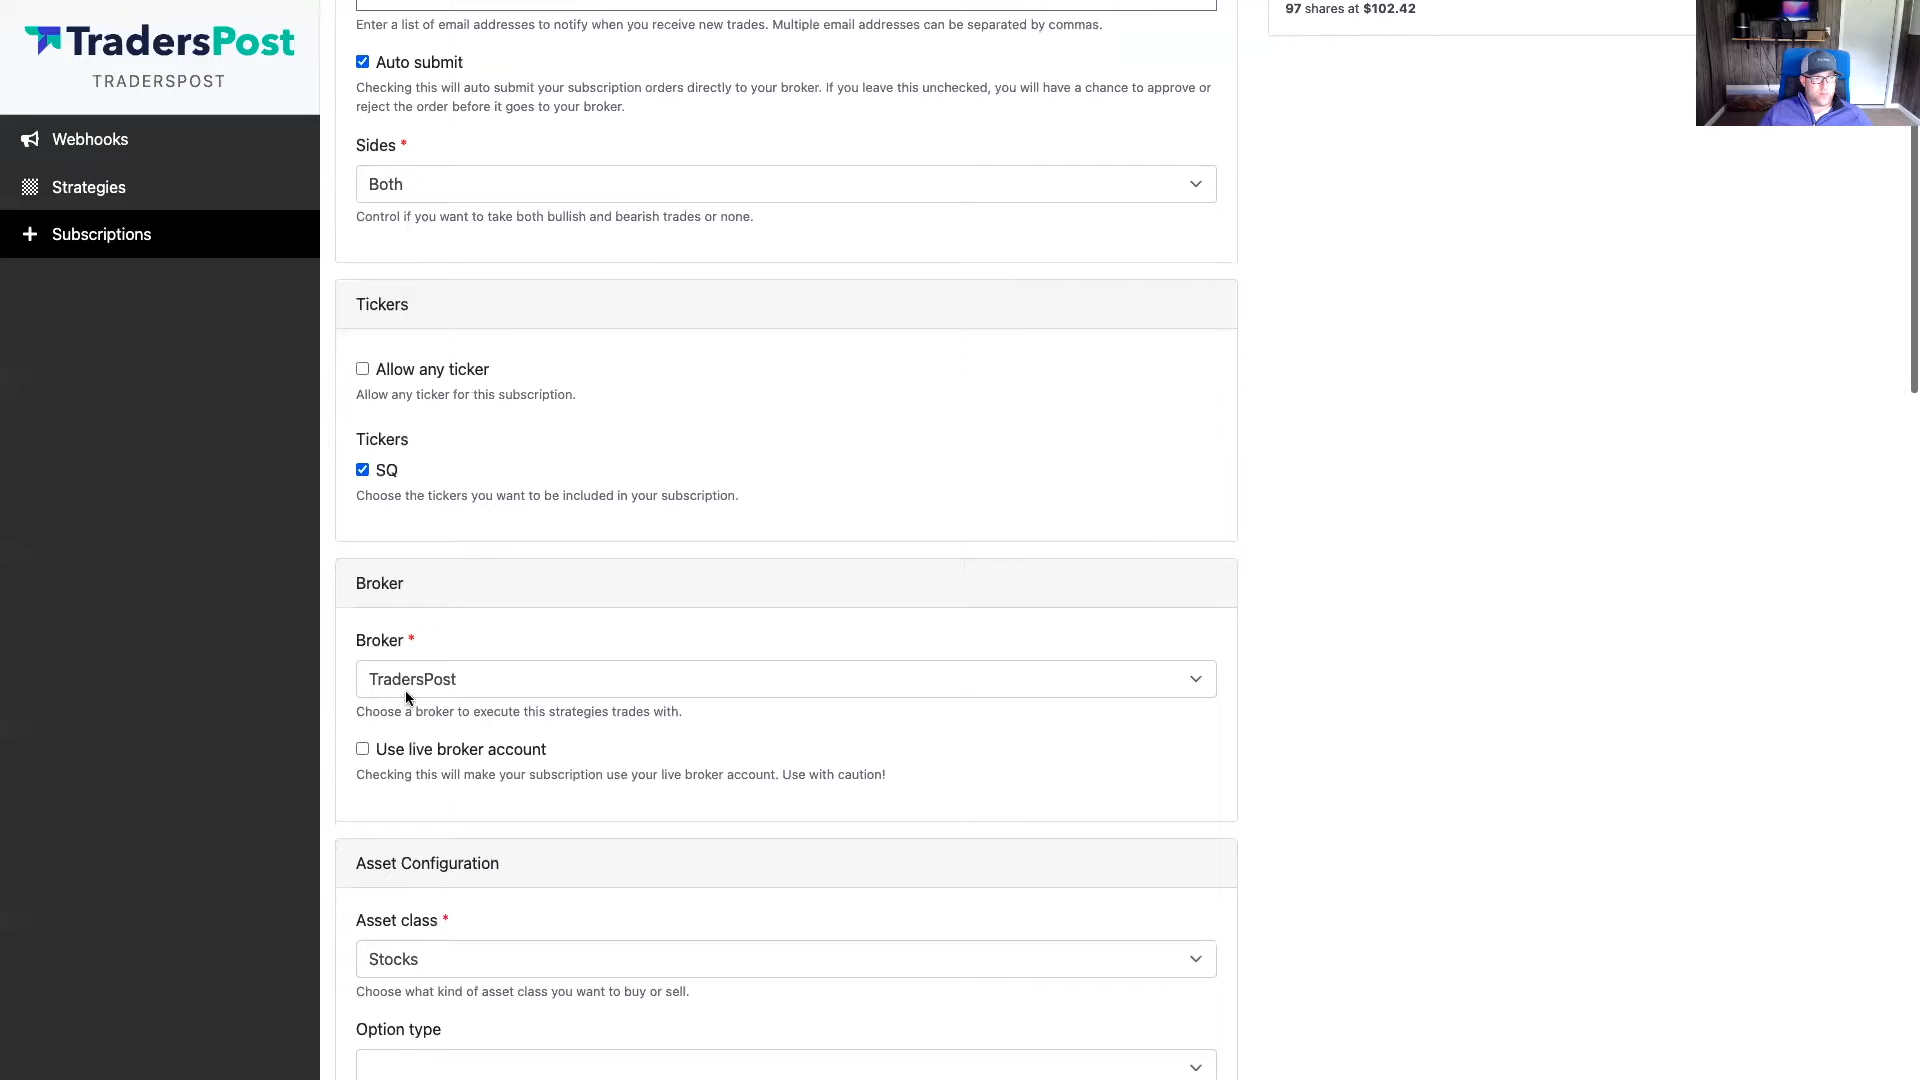 TradersPost
TRADERSPOST
Webhooks
Strategies
Subscriptions
Enter a list of email addresses to notify when you receive new trades. Multiple email addresses can be separated by commas.
Auto submit
Checking this will auto submit your subscription orders directly to your broker. If you leave this unchecked, you will have a chance to approve or
reject the order before it goes to your broker.
Sides *
Both
Control if you want to take both bullish and bearish trades or none.
Tickers
Allow any ticker
Allow any ticker for this subscription.
Tickers
SQ
Choose the tickers you want to be included in your subscription.
Broker
Broker *
TradersPost
Choose a broker to execute this strategies trades with.
Use live broker account
Checking this will make your subscription use your live broker account. Use with caution!
Asset Configuration
Asset class *
Stocks
Choose what kind of asset class you want to buy or sell.
Option type
97 shares at $102.42